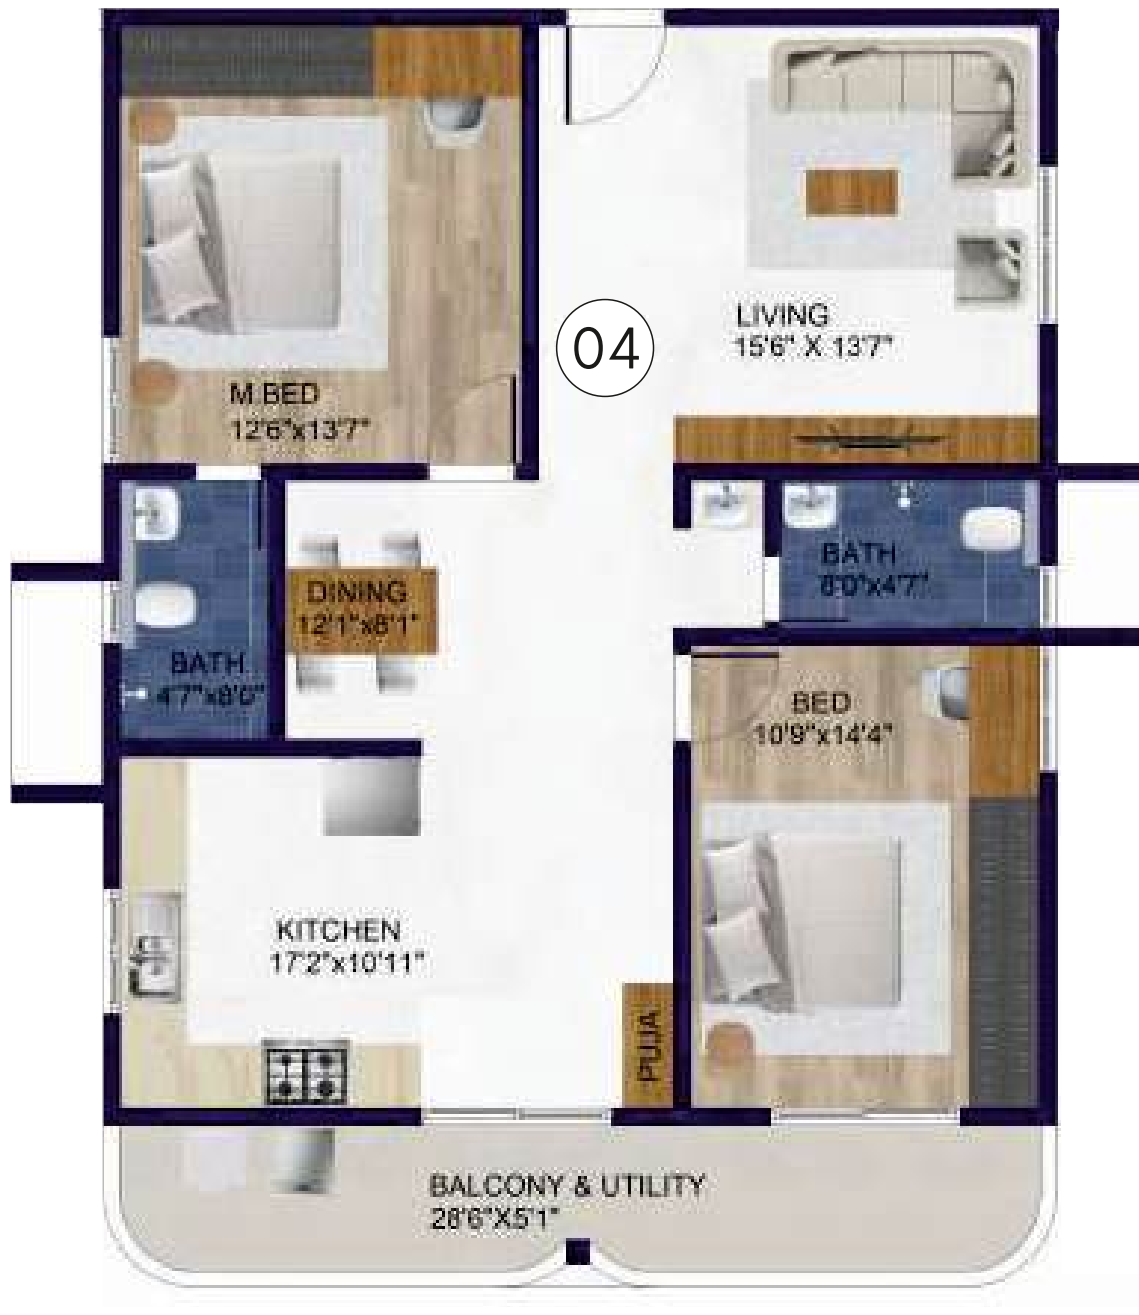 04
LIVING
15'6" X 13'7"
M.BED
12'6"x13'7"
BATH
8'0"x4'7"
DINING
12'1"x8'1"
BATH
4'7"x8'0"
BED
10'9"x14'4"
KITCHEN
17'2"x10'11"
PUJA
BALCONY & UTILITY
28'6"X5'1"